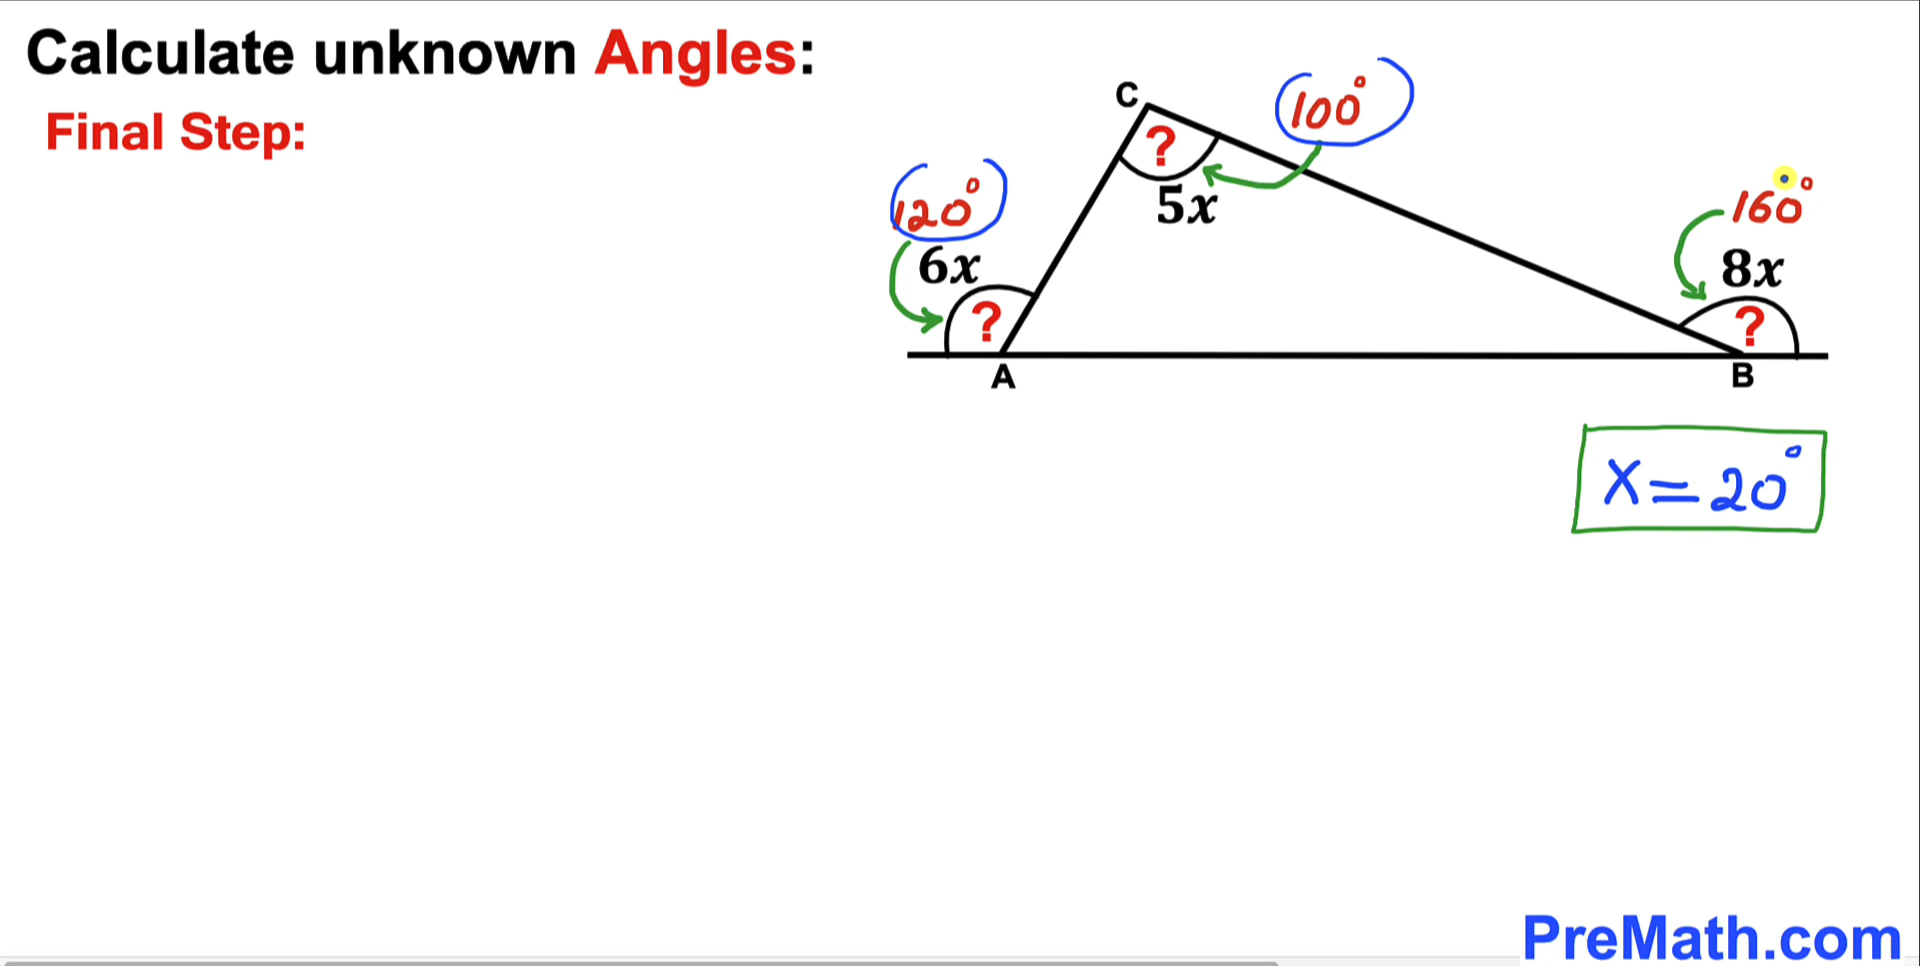 Calculate unknown Angles:
Final Step:
C
?
5x
100°
120°
6x
?
A
160°
8x
?
B
x = 20°
PreMath.com